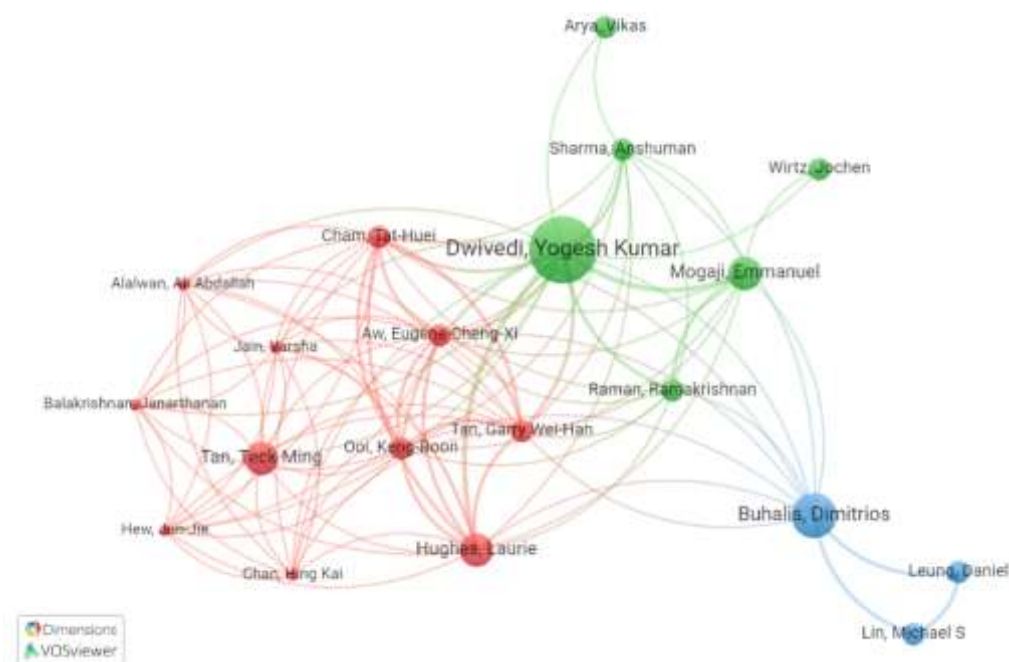 Arya, Vikas
Sharma, Anshuman
Wirtz, Jochen
Cham, Tat-Huei
Dwivedi, Yogesh Kumar
Mogaji, Emmanuel
Alalwan, Ali Abdallah
Aw, Eugene Cheng-Xi
Jain, Varsha
Raman, Ramakrishnan
Balakrishnan, Janarthanan
Tan, Garry Wei-Han
Ooi, Keng-Boon
Tan, Teck Ming
Buhalis, Dimitrios
Hew, Jun-Jie
Hughes, Laurie
Chan, Hing Kai
Leung, Daniel
Lin, Michael S
Dimensions
VOSviewer